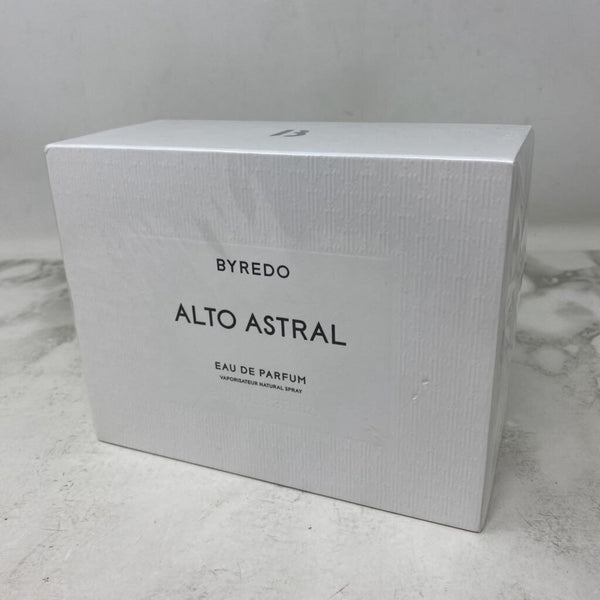 B
BYREDO
ALTO ASTRAL
EAU DE PARFUM
VAPORISATEUR NATURAL SPRAY